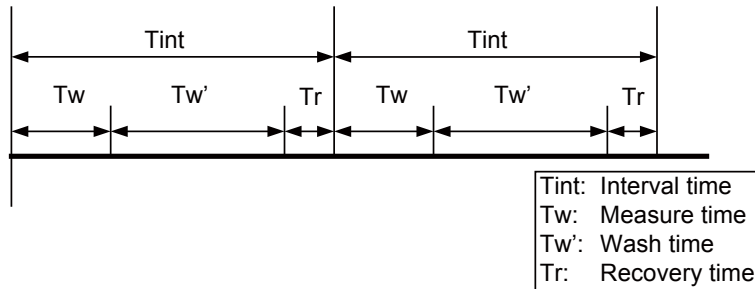 Tint Tint
Tw Tw’ Tr Tw Tw’ Tr
Tint: Interval time
Tw: Measure time
Tw’: Wash time
Tr: Recovery time